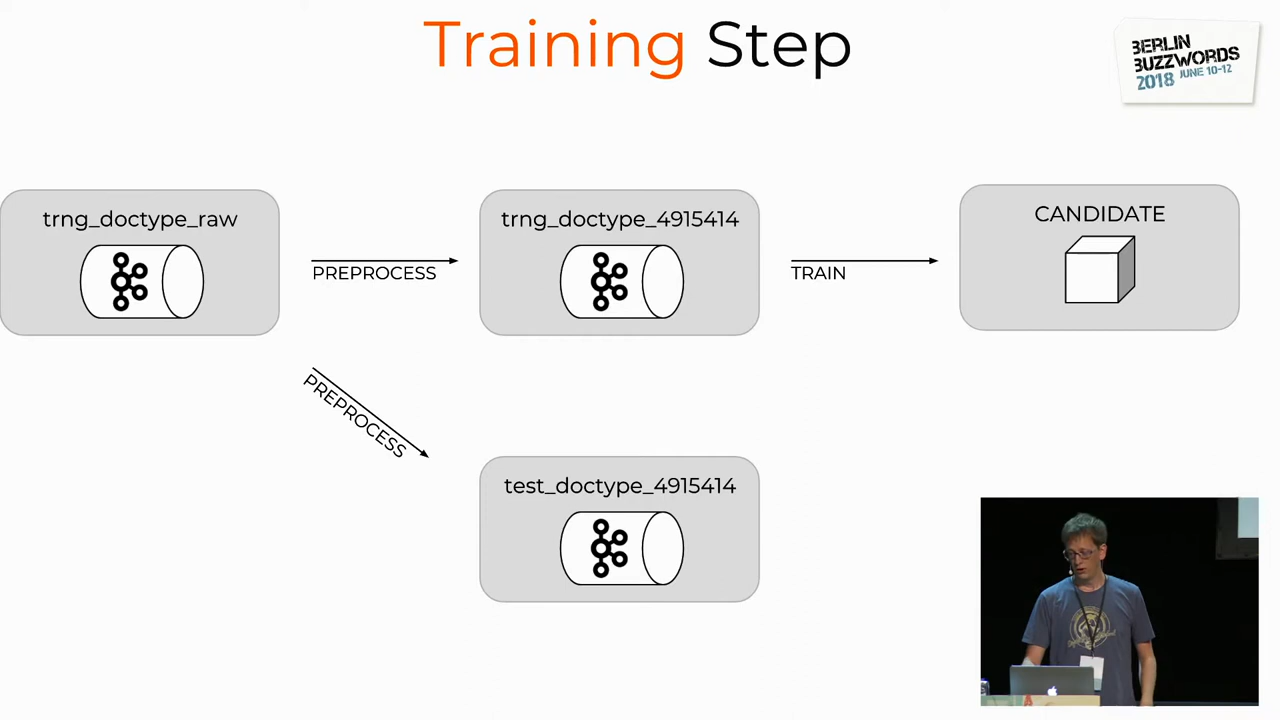 Training Step
BERLIN
BUZZWORDS
2018 JUNE 10-12
trng_doctype_raw
PREPROCESS
trng_doctype_4915414
TRAIN
CANDIDATE
PREPROCESS
test_doctype_4915414